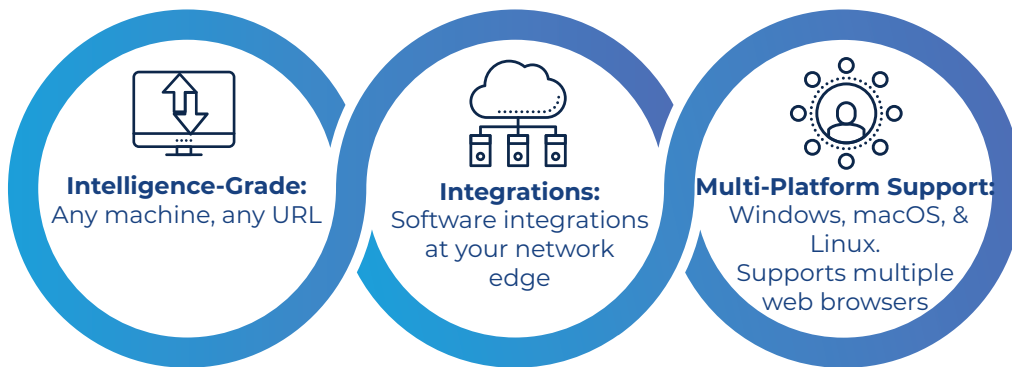 Intelligence-Grade:
Any machine, any URL
Integrations:
Software integrations
at your network
edge
Multi-Platform Support:
Windows, macOS, &
Linux.
Supports multiple
web browsers